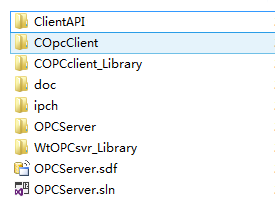 ClientAPI
COpcClient
COPCclient_Library
doc
ipch
OPCServer
WtOPCsvr_Library
OPCServer.sdf
OPCServer.sln